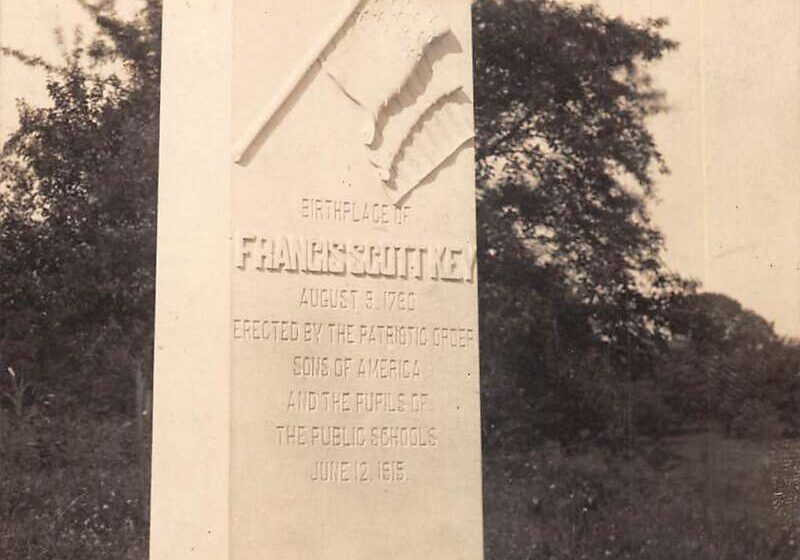 BIRTHPLACE OF
FRANCIS SCOTT KEY
AUGUST 9, 1780
ERECTED BY THE PATRIOTIC ORDER
SONS OF AMERICA
AND THE PUPILS OF
THE PUBLIC SCHOOLS
JUNE 12, 1915.